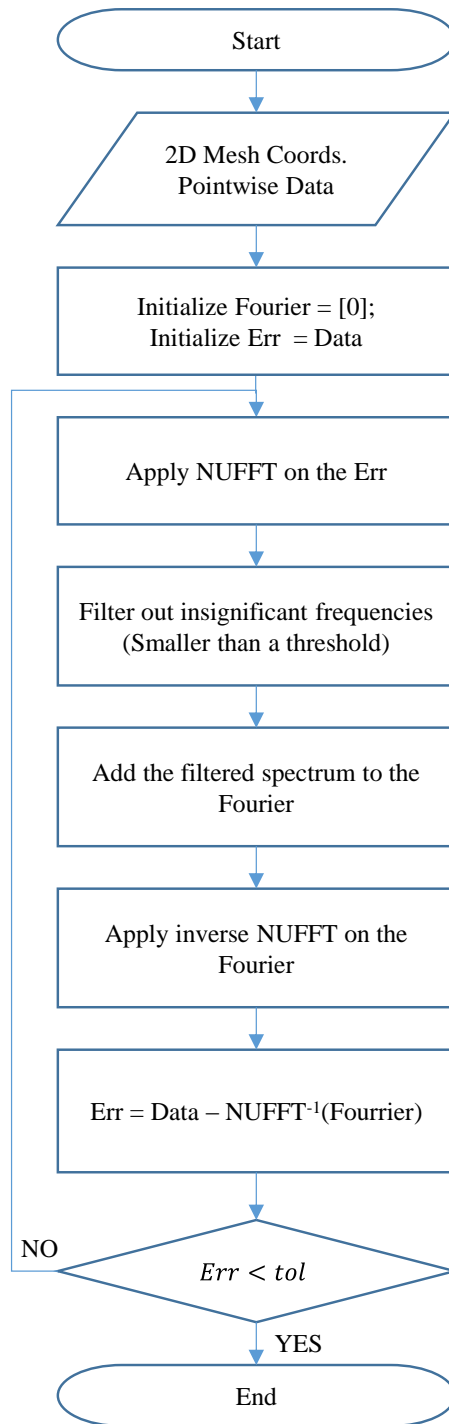 Start
2D Mesh Coords.
Pointwise Data
Initialize Fourier = [0];
Initialize Err = Data
Apply NUFFT on the Err
Filter out insignificant frequencies
(Smaller than a threshold)
Add the filtered spectrum to the
Fourier
Apply inverse NUFFT on the
Fourier
Err = Data – NUFFT⁻¹(Fourrier)
NO
Err < tol
YES
End